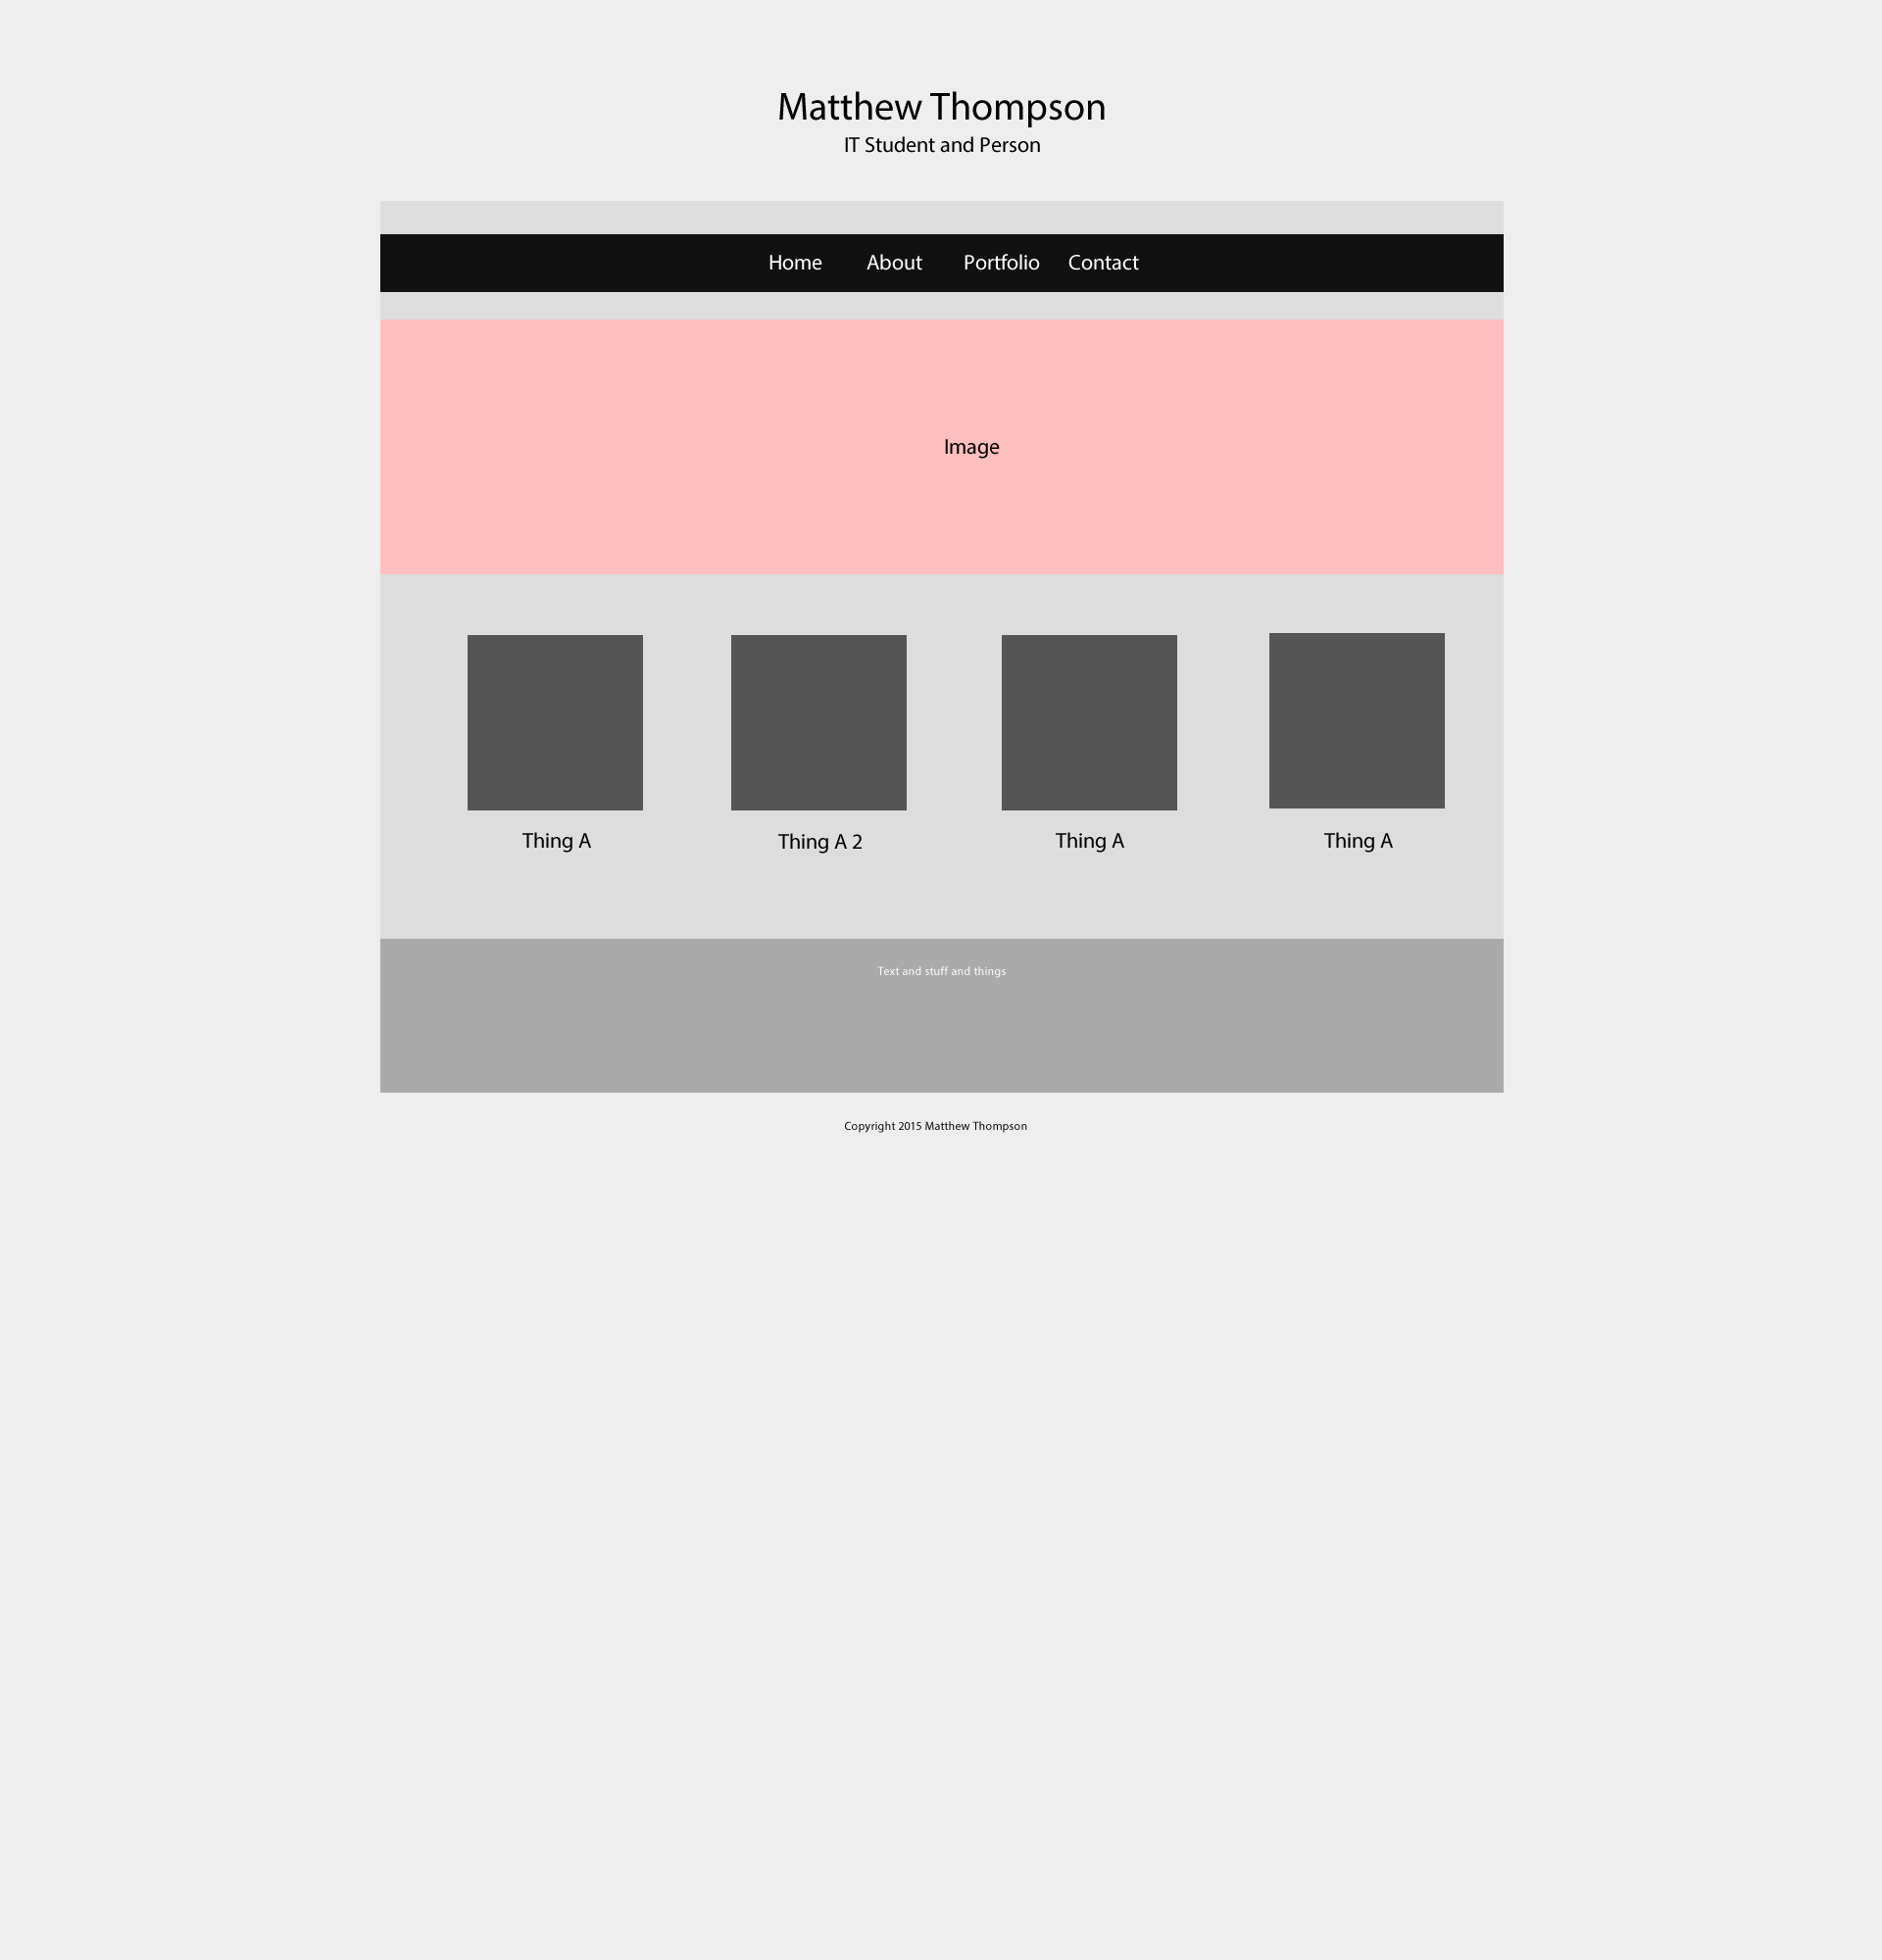 Matthew Thompson
IT Student and Person
Home About Portfolio Contact
Image
Thing A Thing A 2 Thing A Thing A
Text and stuff and things
Copyright 2015 Matthew Thompson